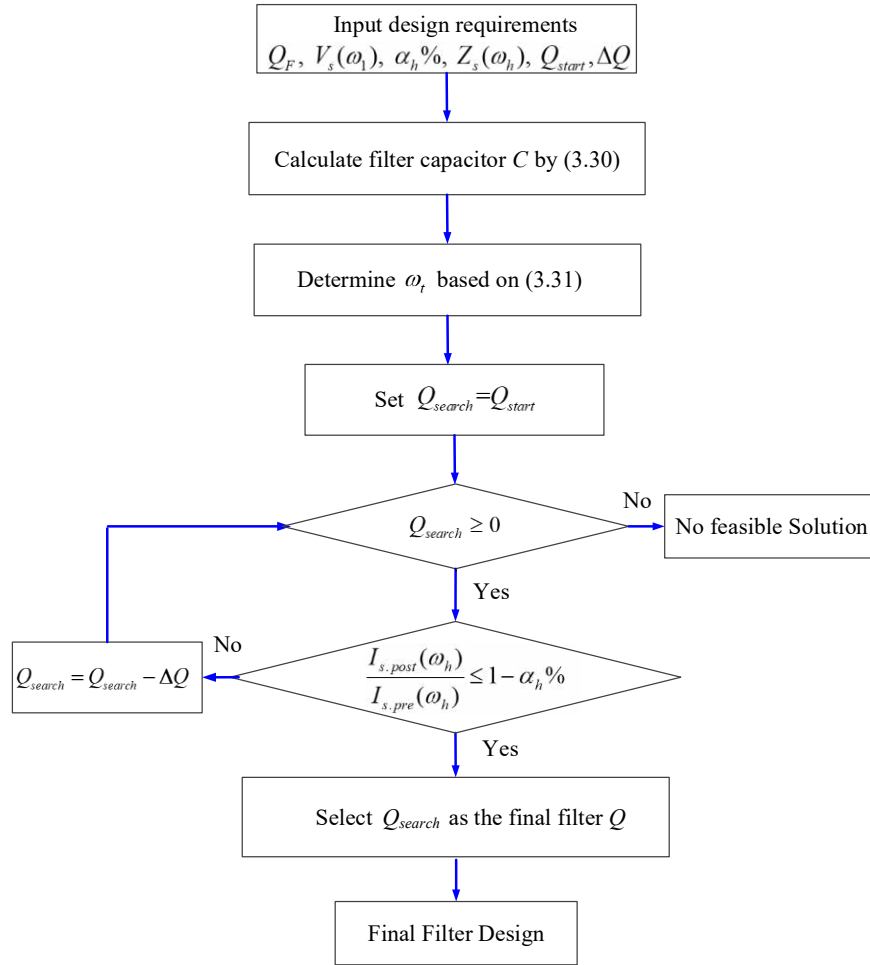 Input design requirements
Q_F, V_s(ω_1), α_h%, Z_s(ω_h), Q_start, ΔQ
Calculate filter capacitor C by (3.30)
Determine ω_t based on (3.31)
Set Q_search=Q_start
Q_search ≥ 0
No
No feasible Solution
Yes
No
Q_search = Q_search − ΔQ
I_s.post(ω_h)
I_s.pre(ω_h)
≤ 1 − α_h%
Yes
Select Q_search as the final filter Q
Final Filter Design